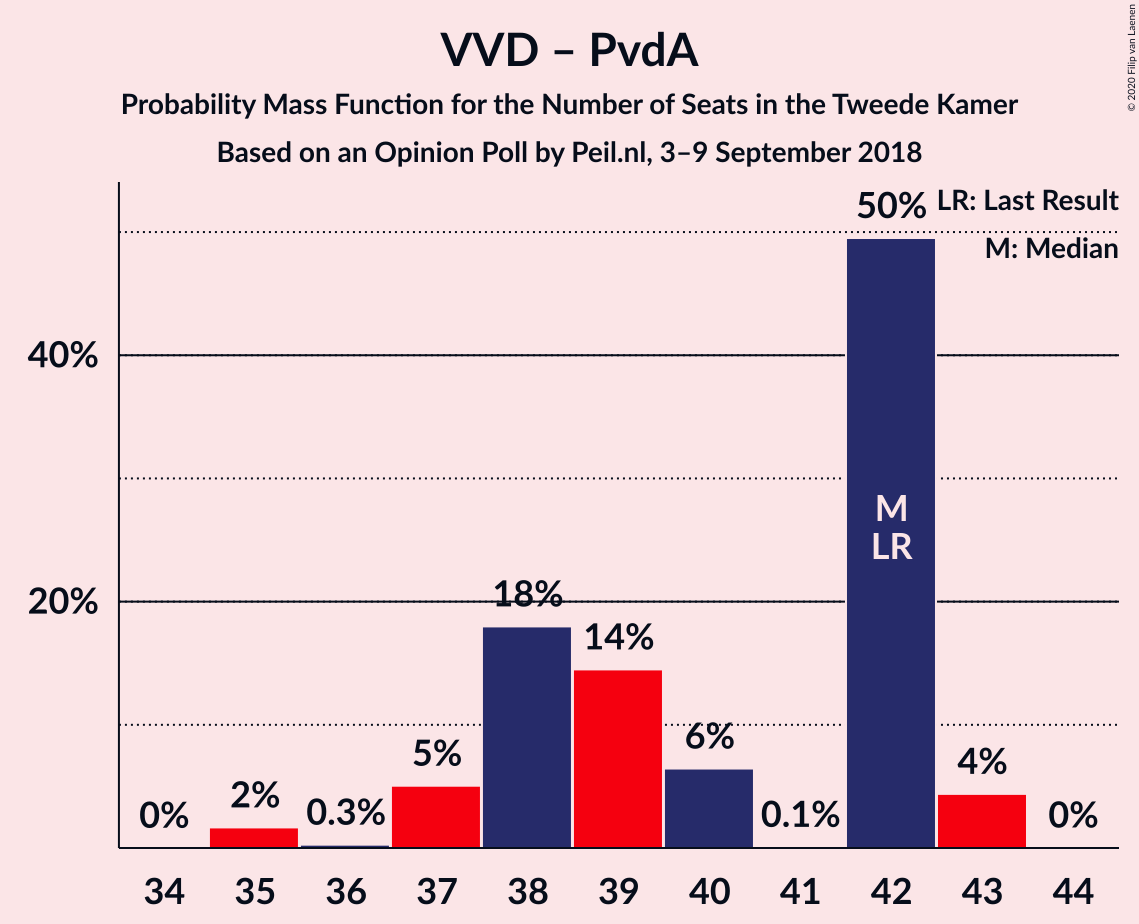 VVD – PvdA
Probability Mass Function for the Number of Seats in the Tweede Kamer
Based on an Opinion Poll by Peil.nl, 3–9 September 2018
© 2020 Filip van Laenen
LR: Last Result
M: Median
40%
20%
0%
2%
0.3%
5%
18%
14%
6%
0.1%
50%
4%
0%
M
LR
34 35 36 37 38 39 40 41 42 43 44